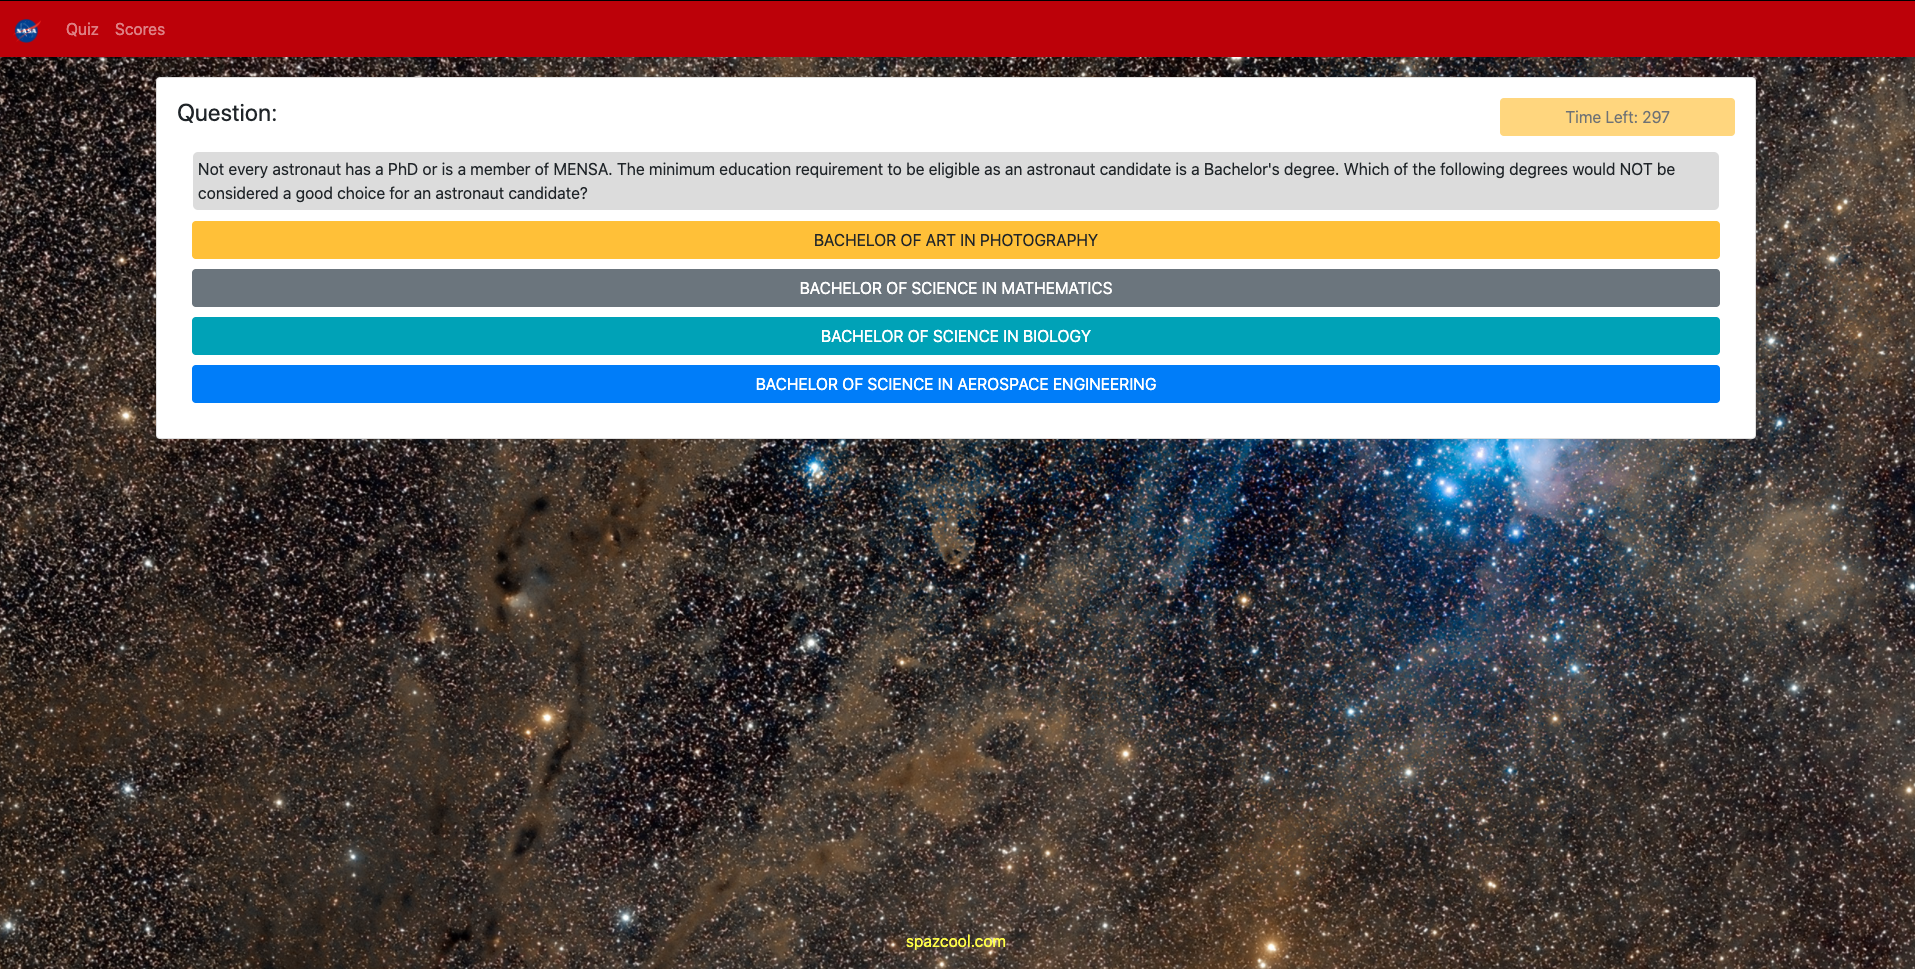 NASA
Quiz
Scores
Question:
Time Left: 297
Not every astronaut has a PhD or is a member of MENSA. The minimum education requirement to be eligible as an astronaut candidate is a Bachelor's degree. Which of the following degrees would NOT be
considered a good choice for an astronaut candidate?
BACHELOR OF ART IN PHOTOGRAPHY
BACHELOR OF SCIENCE IN MATHEMATICS
BACHELOR OF SCIENCE IN BIOLOGY
BACHELOR OF SCIENCE IN AEROSPACE ENGINEERING
spazcool.com